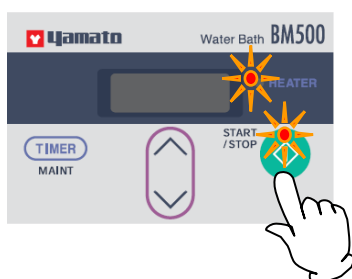 yamato
Water Bath BM500
HEATER
TIMER
MAINT
START
/STOP